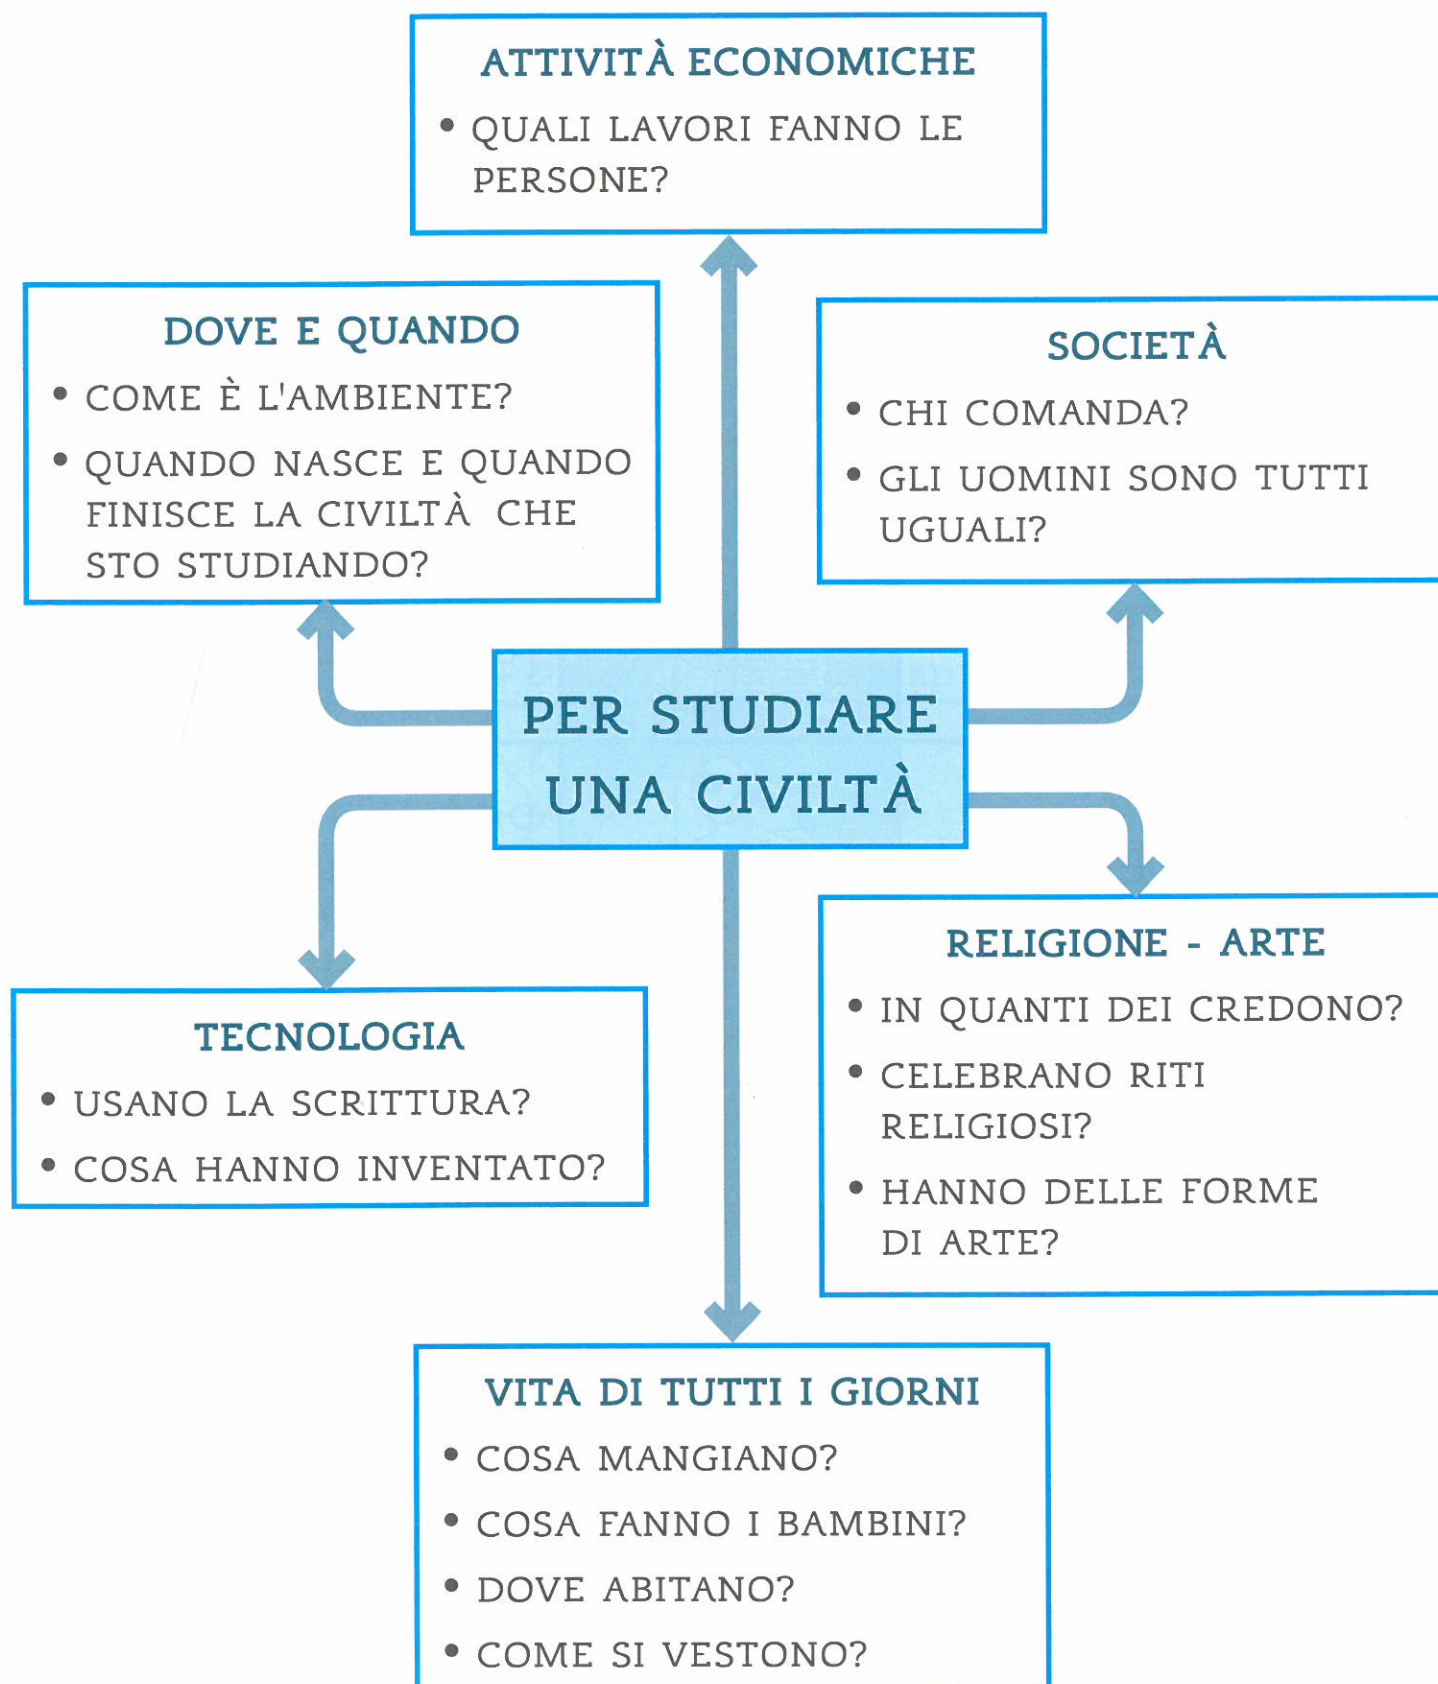 ATTIVITÀ ECONOMICHE
• QUALI LAVORI FANNO LE
PERSONE?
DOVE E QUANDO
• COME È L'AMBIENTE?
• QUANDO NASCE E QUANDO
FINISCE LA CIVILTÀ CHE
STO STUDIANDO?
SOCIETÀ
• CHI COMANDA?
• GLI UOMINI SONO TUTTI
UGUALI?
PER STUDIARE
UNA CIVILTÀ
TECNOLOGIA
• USANO LA SCRITTURA?
• COSA HANNO INVENTATO?
RELIGIONE - ARTE
• IN QUANTI DEI CREDONO?
• CELEBRANO RITI
RELIGIOSI?
• HANNO DELLE FORME
DI ARTE?
VITA DI TUTTI I GIORNI
• COSA MANGIANO?
• COSA FANNO I BAMBINI?
• DOVE ABITANO?
• COME SI VESTONO?